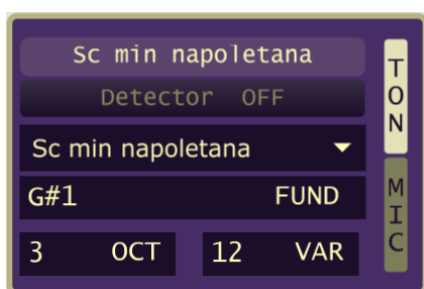 Sc min napoletana
Detector OFF
Sc min napoletana
G#1 FUND
3 OCT 12 VAR
TON
MIC